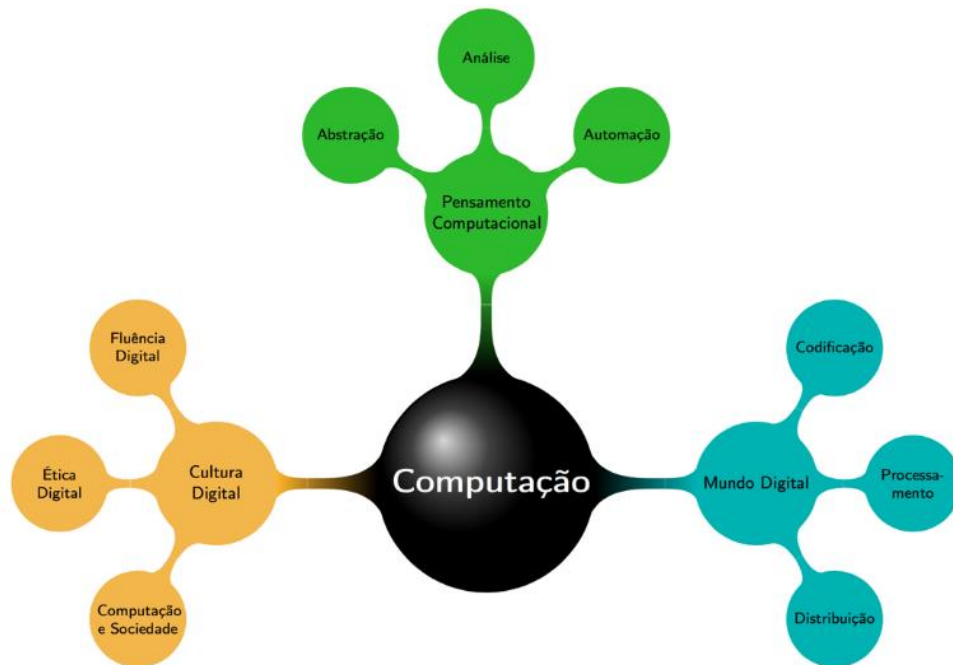 Análise
Abstração
Automação
Pensamento
Computacional
Fluência
Digital
Codificação
Ética
Digital
Cultura
Digital
Computação
Mundo Digital
Processa-
mento
Computação
e Sociedade
Distribuição